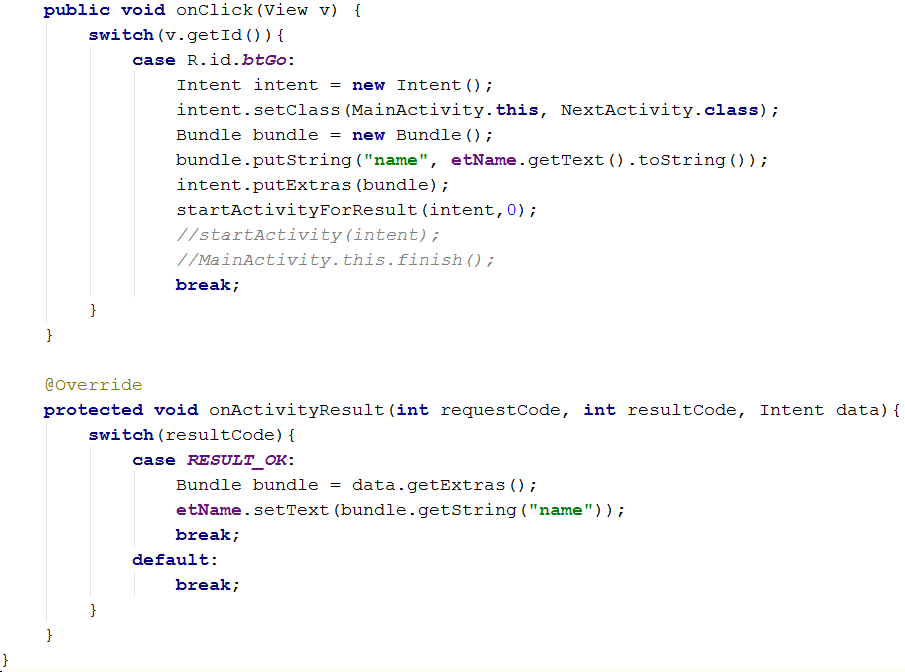 public void onClick(View v) {
    switch(v.getId()){
        case R.id.btGo:
            Intent intent = new Intent();
            intent.setClass(MainActivity.this, NextActivity.class);
            Bundle bundle = new Bundle();
            bundle.putString("name", etName.getText().toString());
            intent.putExtras(bundle);
            startActivityForResult(intent,0);
            //startActivity(intent);
            //MainActivity.this.finish();
            break;
    }
}

@Override
protected void onActivityResult(int requestCode, int resultCode, Intent data){
    switch(resultCode){
        case RESULT_OK:
            Bundle bundle = data.getExtras();
            etName.setText(bundle.getString("name"));
            break;
        default:
            break;
    }
}
}